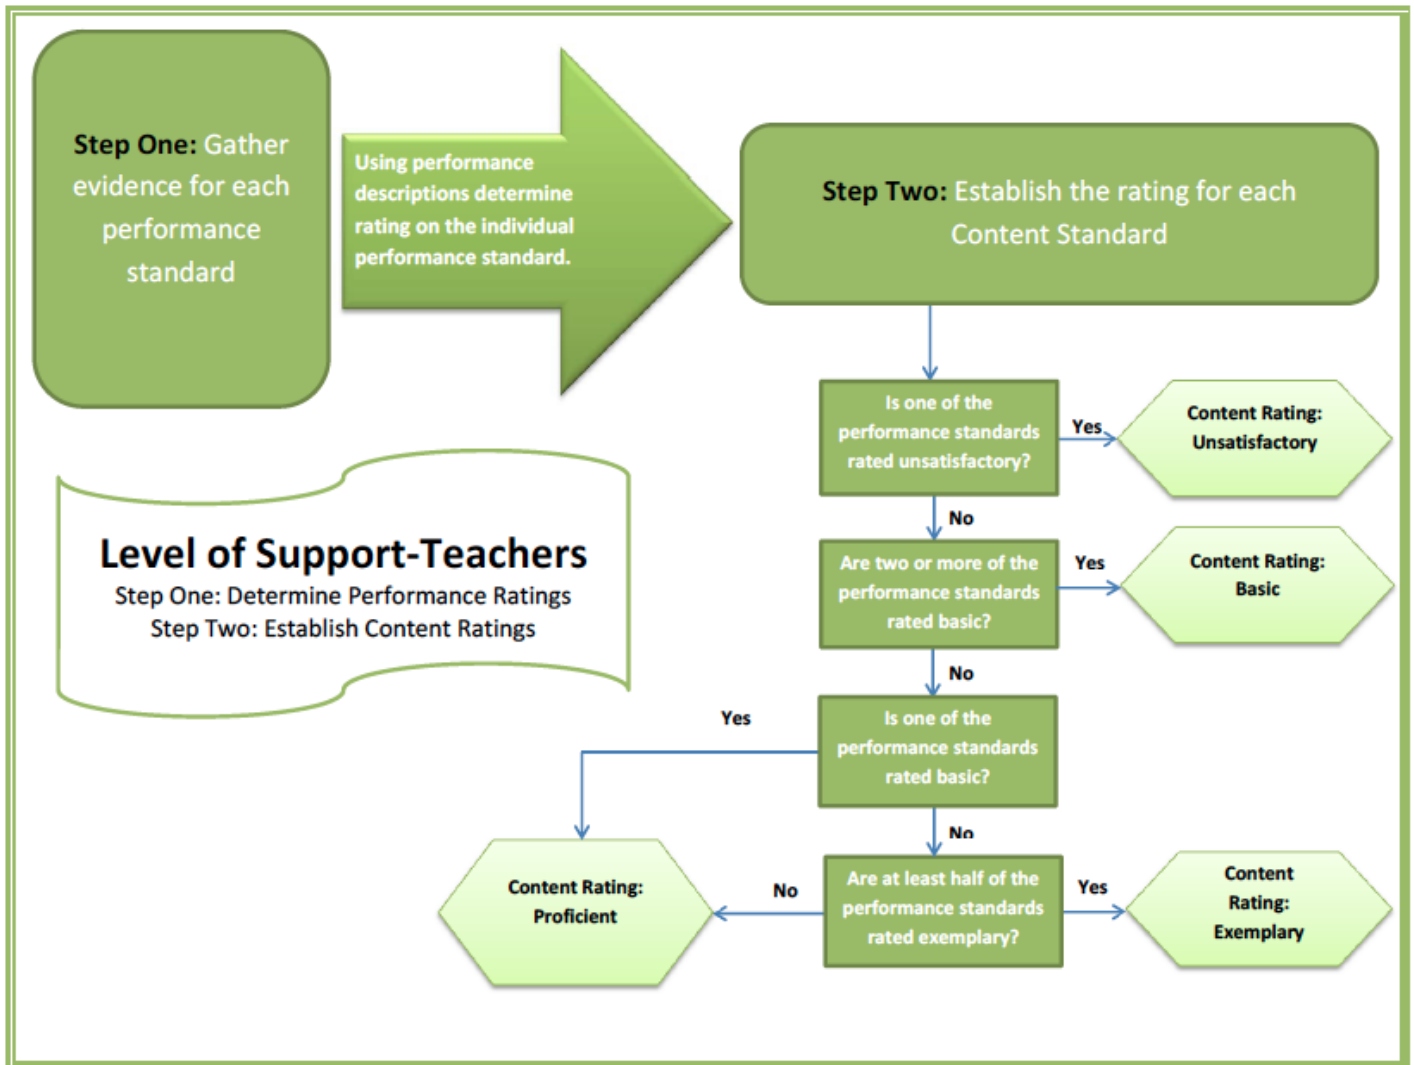 Step One: Gather
evidence for each
performance
standard
Using performance
descriptions determine
rating on the individual
performance standard.
Step Two: Establish the rating for each
Content Standard
Level of Support-Teachers
Step One: Determine Performance Ratings
Step Two: Establish Content Ratings
Is one of the
performance standards
rated unsatisfactory?
Yes
Content Rating:
Unsatisfactory
No
Are two or more of the
performance standards
rated basic?
Yes
Content Rating:
Basic
No
Is one of the
performance standards
rated basic?
Yes
No
Are at least half of the
performance standards
rated exemplary?
No
Content Rating:
Proficient
Yes
Content
Rating:
Exemplary